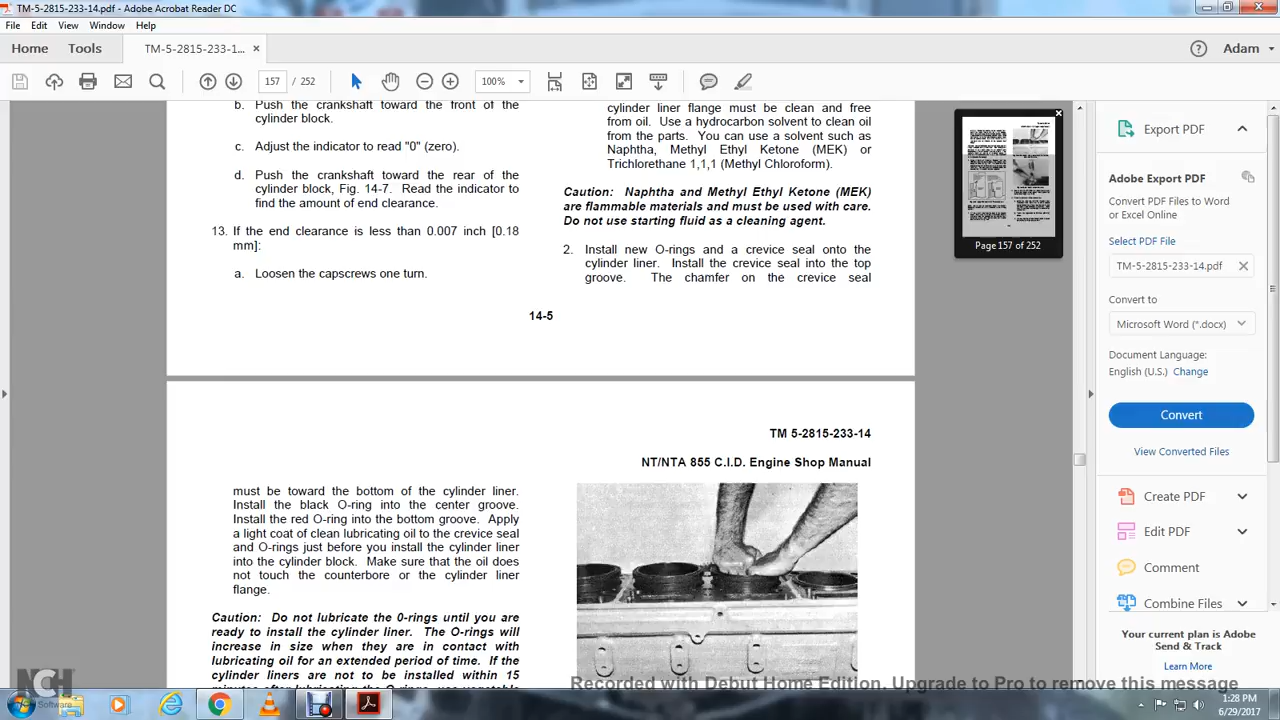 TM-5-2815-233-14.pdf - Adobe Acrobat Reader DC
File Edit View Window Help
Home Tools TM-5-2815-233-1... × Adam
157 / 252 100%
b. Push the crankshaft toward the front of the
cylinder block.
c. Adjust the indicator to read "0" (zero).
d. Push the crankshaft toward the rear of the
cylinder block, Fig. 14-7. Read the indicator to
find the amount of end clearance.
13. If the end clearance is less than 0.007 inch [0.18
mm]:
a. Loosen the capscrews one turn.
cylinder liner flange must be clean and free
from oil. Use a hydrocarbon solvent to clean oil
from the parts. You can use a solvent such as
Naphtha, Methyl Ethyl Ketone (MEK) or
Trichlorethane 1,1,1 (Methyl Chloroform).
Caution: Naphtha and Methyl Ethyl Ketone (MEK)
are flammable materials and must be used with care.
Do not use starting fluid as a cleaning agent.
2. Install new O-rings and a crevice seal onto the
cylinder liner. Install the crevice seal into the top
groove. The chamfer on the crevice seal
14-5
TM 5-2815-233-14
NT/NTA 855 C.I.D. Engine Shop Manual
must be toward the bottom of the cylinder liner.
Install the black O-ring into the center groove.
Install the red O-ring into the bottom groove. Apply
a light coat of clean lubricating oil to the crevice seal
and O-rings just before you install the cylinder liner
into the cylinder block. Make sure that the oil does
not touch the counterbore or the cylinder liner
flange.
Caution: Do not lubricate the 0-rings until you are
ready to install the cylinder liner. The O-rings will
increase in size when they are in contact with
lubricating oil for an extended period of time. If the
cylinder liners are not to be installed within 15
Page 157 of 252
Export PDF
Adobe Export PDF
Convert PDF Files to Word
or Excel Online
Select PDF File
TM-5-2815-233-14.pdf
Convert to
Microsoft Word (*.docx)
Document Language:
English (U.S.) Change
Convert
View Converted Files
Create PDF
Edit PDF
Comment
Combine Files
Your current plan is Adobe
Send & Track
Learn More
Recorded with Debut Home Edition. Upgrade to Pro to remove this message
NCH
Software
1:28 PM
6/29/2017